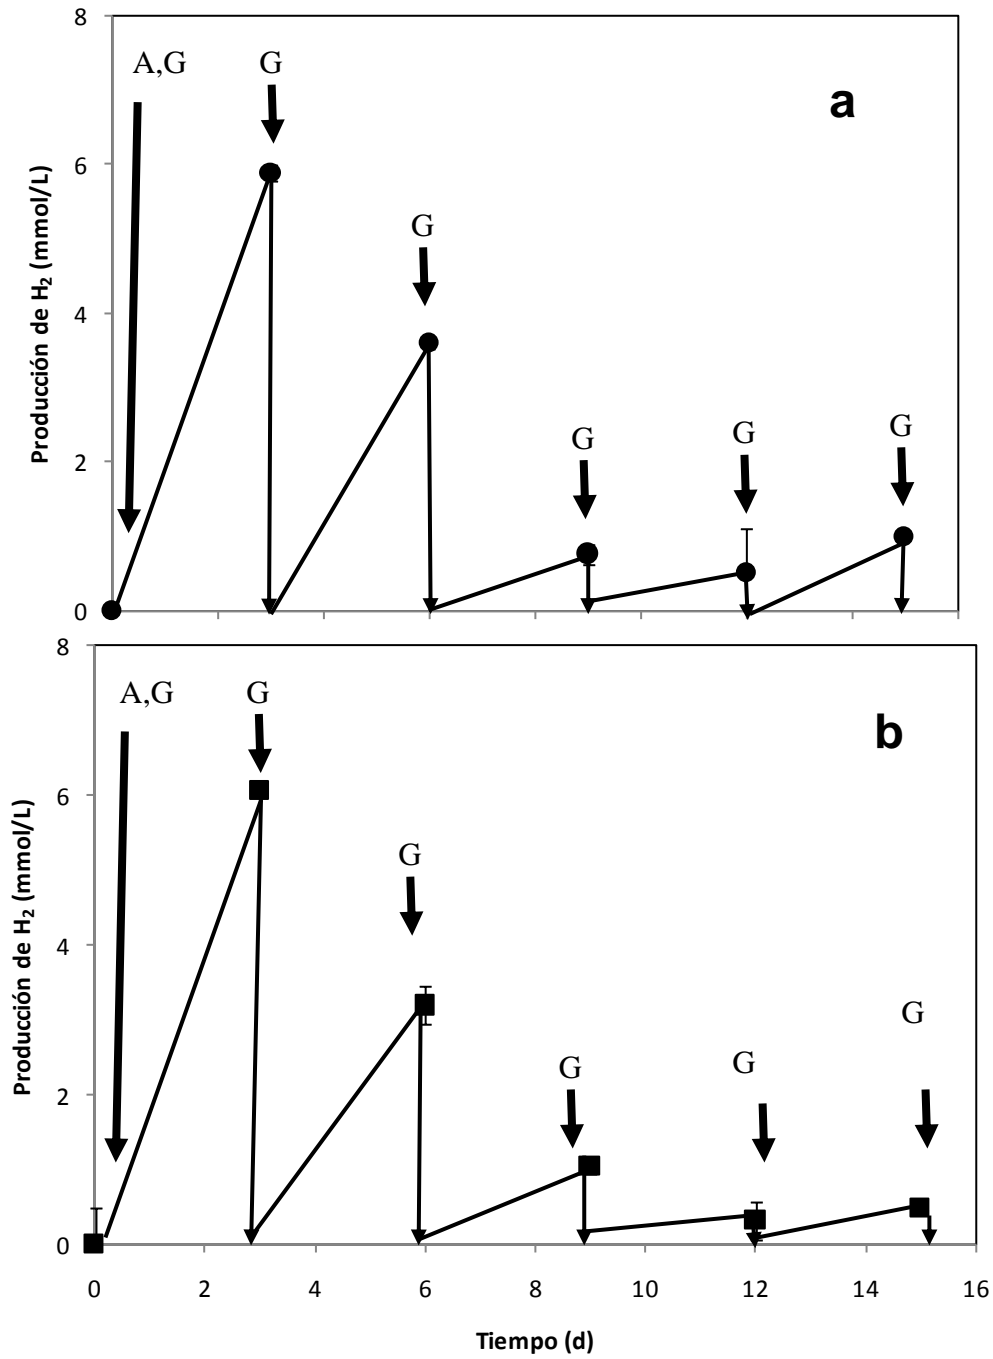 8
A,G
G
a
6
G
4
G
G
G
2
0
Producción de H₂ (mmol/L)
8
A,G
G
b
6
G
4
G
G
G
2
0
Producción de H₂ (mmol/L)
0 2 4 6 8 10 12 14 16
Tiempo (d)